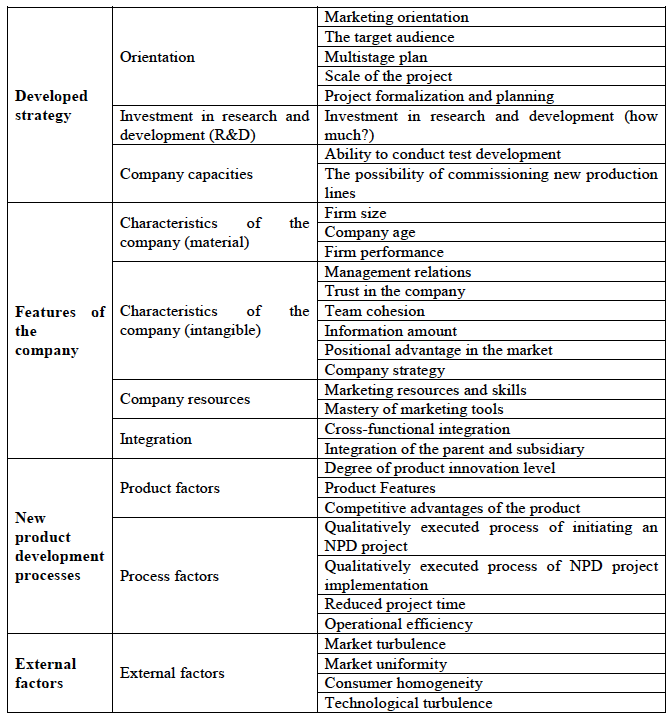 Developed strategy
Orientation
Marketing orientation
The target audience
Multistage plan
Scale of the project
Project formalization and planning
Investment in research and development (R&D)
Investment in research and development (how much?)
Company capacities
Ability to conduct test development
The possibility of commissioning new production lines
Features of the company
Characteristics of the company (material)
Firm size
Company age
Firm performance
Characteristics of the company (intangible)
Management relations
Trust in the company
Team cohesion
Information amount
Positional advantage in the market
Company strategy
Company resources
Marketing resources and skills
Mastery of marketing tools
Integration
Cross-functional integration
Integration of the parent and subsidiary
New product development processes
Product factors
Degree of product innovation level
Product Features
Competitive advantages of the product
Process factors
Qualitatively executed process of initiating an NPD project
Qualitatively executed process of NPD project implementation
Reduced project time
Operational efficiency
External factors
External factors
Market turbulence
Market uniformity
Consumer homogeneity
Technological turbulence